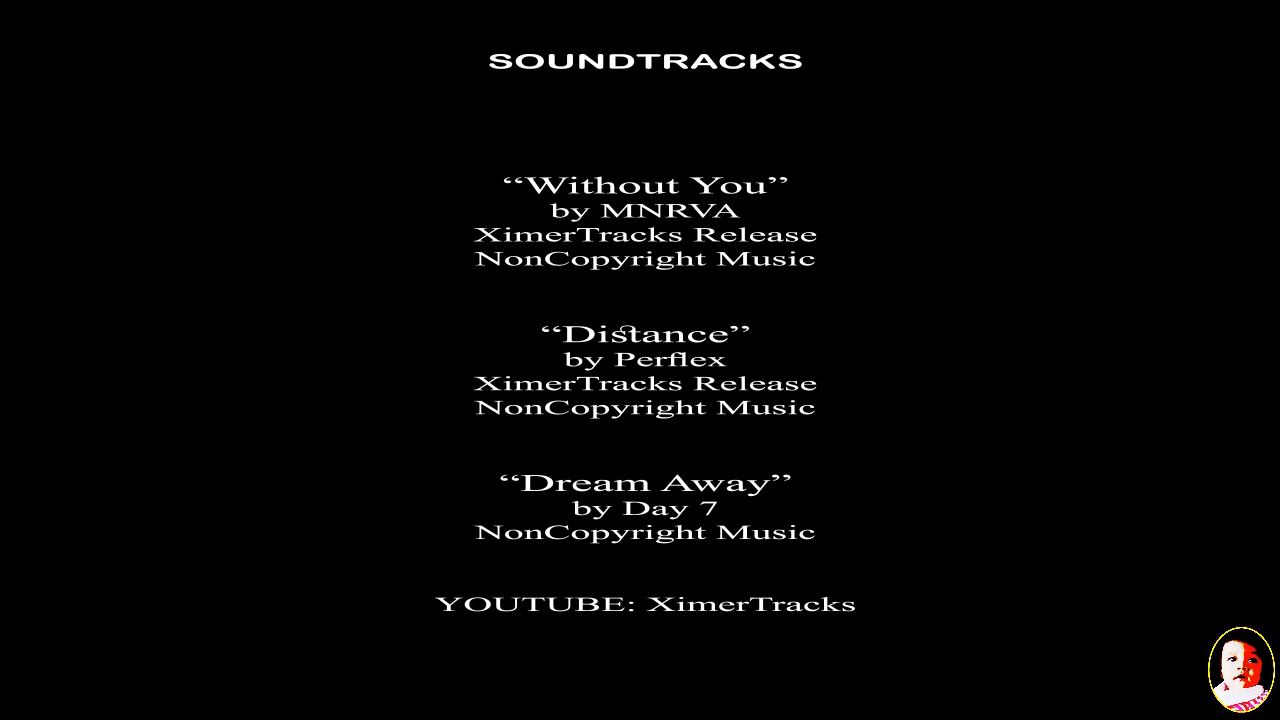 SOUNDTRACKS
“Without You”
by MNRVA
XimerTracks Release
NonCopyright Music
“Distance”
by Perflex
XimerTracks Release
NonCopyright Music
“Dream Away”
by Day 7
NonCopyright Music
YOUTUBE: XimerTracks